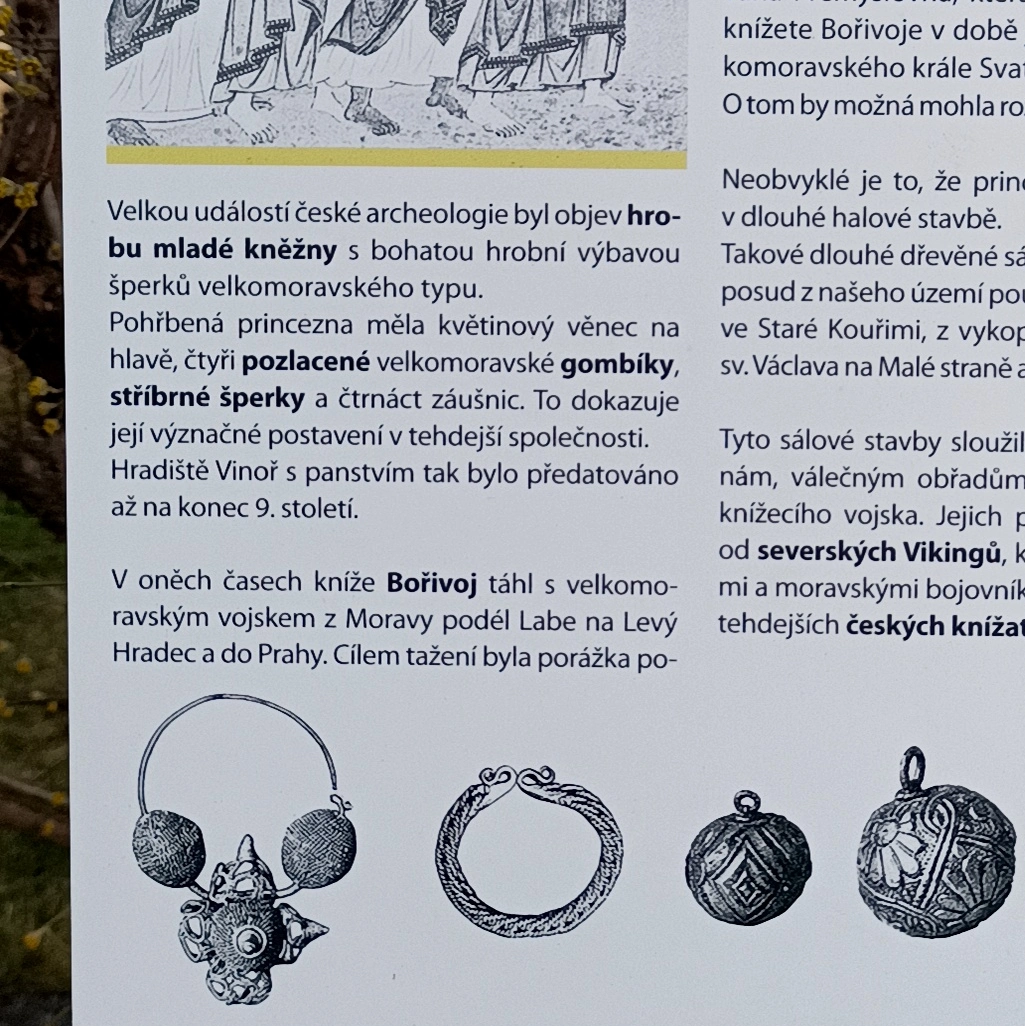 Velkou událostí české archeologie byl objev hro-
bu mladé kněžny s bohatou hrobní výbavou
šperků velkomoravského typu.
Pohřbená princezna měla květinový věnec na
hlavě, čtyři pozlacené velkomoravské gombíky,
stříbrné šperky a čtrnáct záušnic. To dokazuje
její význačné postavení v tehdejší společnosti.
Hradiště Vinoř s panstvím tak bylo předatováno
až na konec 9. století.
V oněch časech kníže Bořivoj táhl s velkomo-
ravským vojskem z Moravy podél Labe na Levý
Hradec a do Prahy. Cílem tažení byla porážka po-
knížete Bořivoje v době
komoravského krále Svat
O tom by možná mohla ro
Neobvyklé je to, že princ
v dlouhé halové stavbě.
Takové dlouhé dřevěné sá
posud z našeho území pou
ve Staré Kouřimi, z vykop
sv. Václava na Malé straně a
Tyto sálové stavby sloužil
nám, válečným obřadům
knížecího vojska. Jejich p
od severských Vikingů, k
mi a moravskými bojovník
tehdejších českých knížat